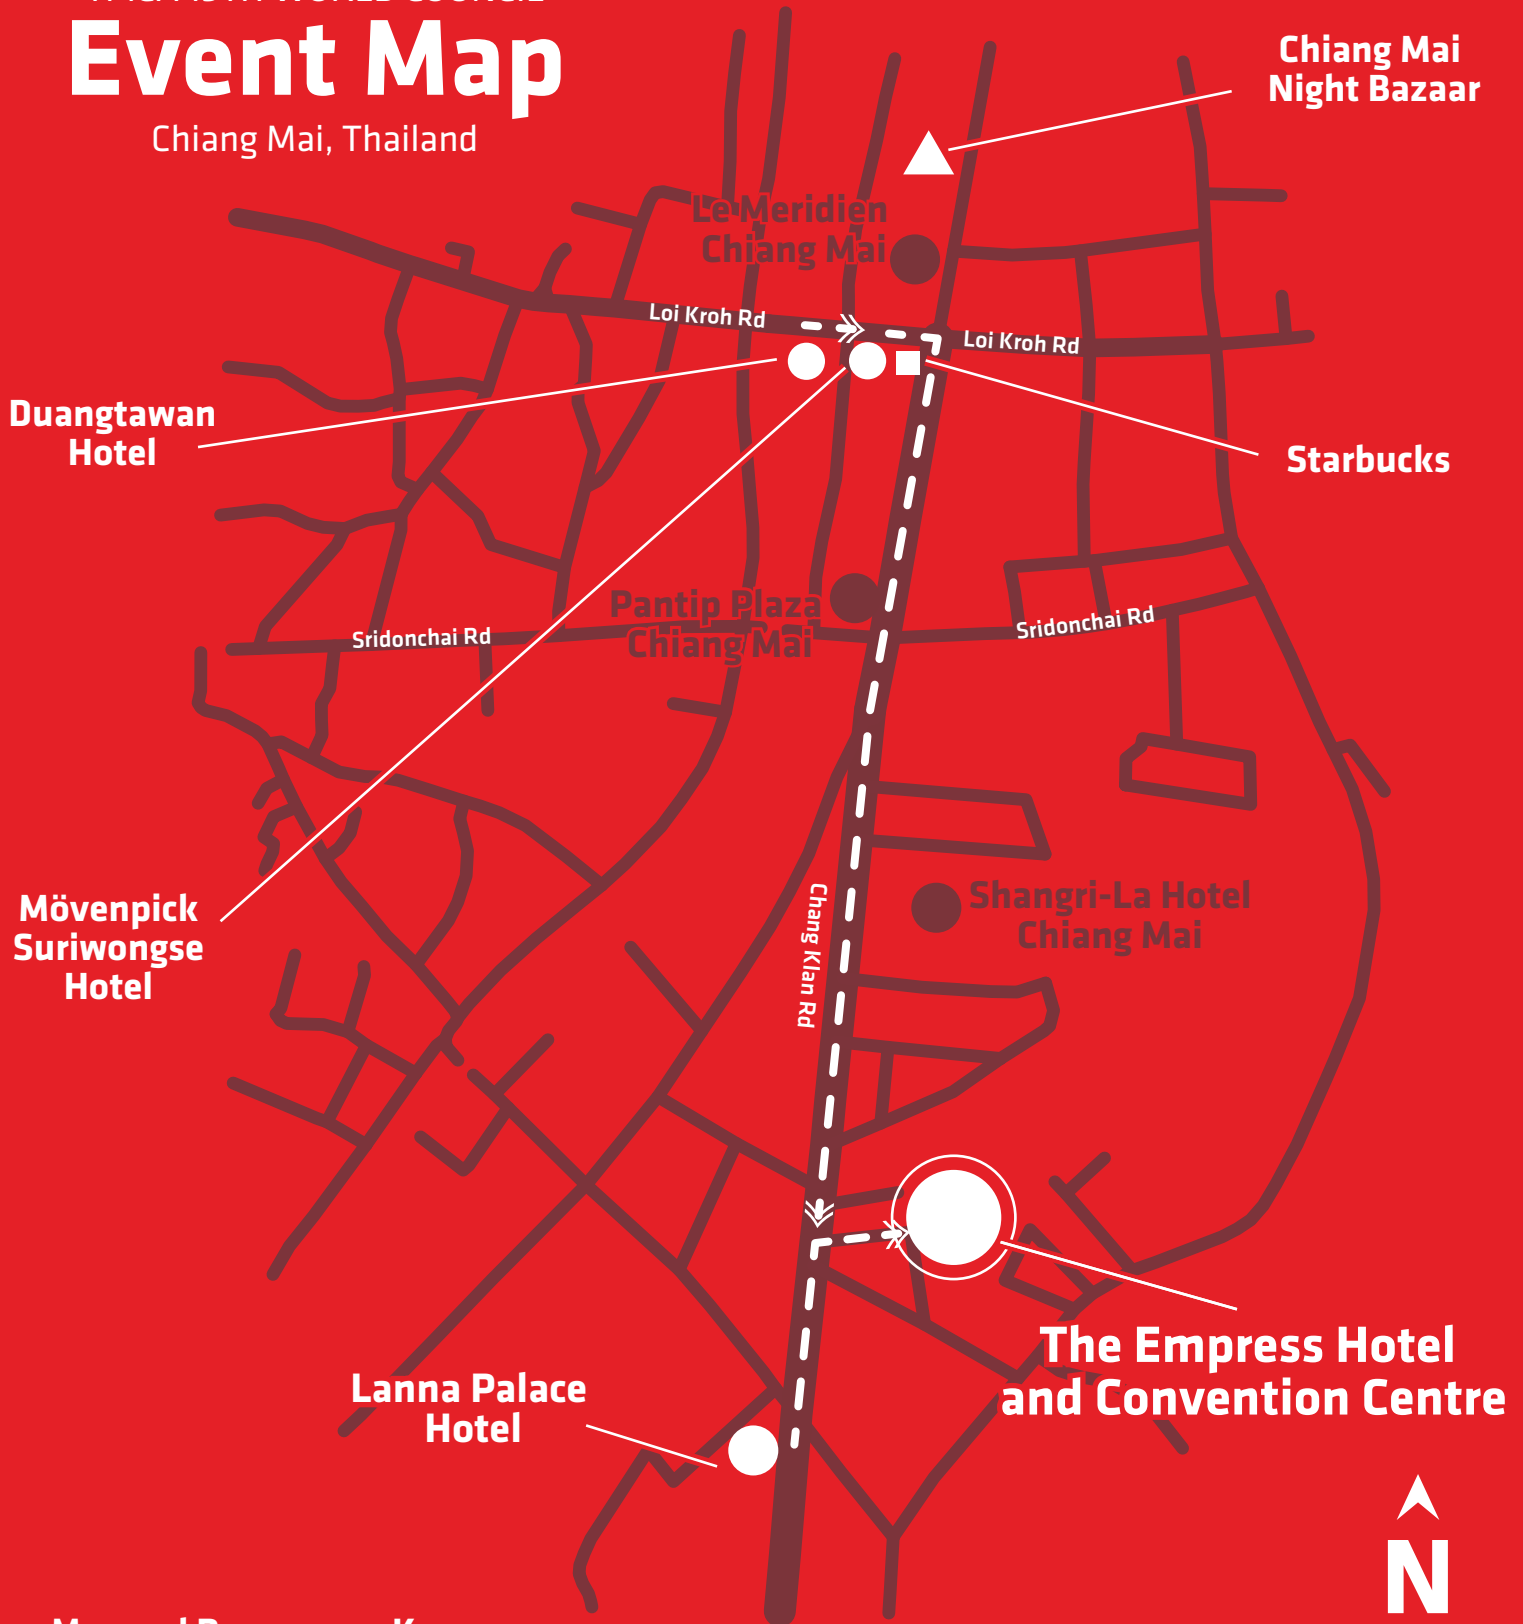 WORLD COUNCIL
Event Map
Chiang Mai, Thailand
Chiang Mai
Night Bazaar
Le Meridien
Chiang Mai
Loi Kroh Rd
Loi Kroh Rd
Duangtawan
Hotel
Starbucks
Pantip Plaza
Chiang Mai
Sridonchai Rd
Sridonchai Rd
Mövenpick
Suriwongse
Hotel
Shangri-La Hotel
Chiang Mai
Chang Klan Rd
The Empress Hotel
and Convention Centre
Lanna Palace
Hotel
N